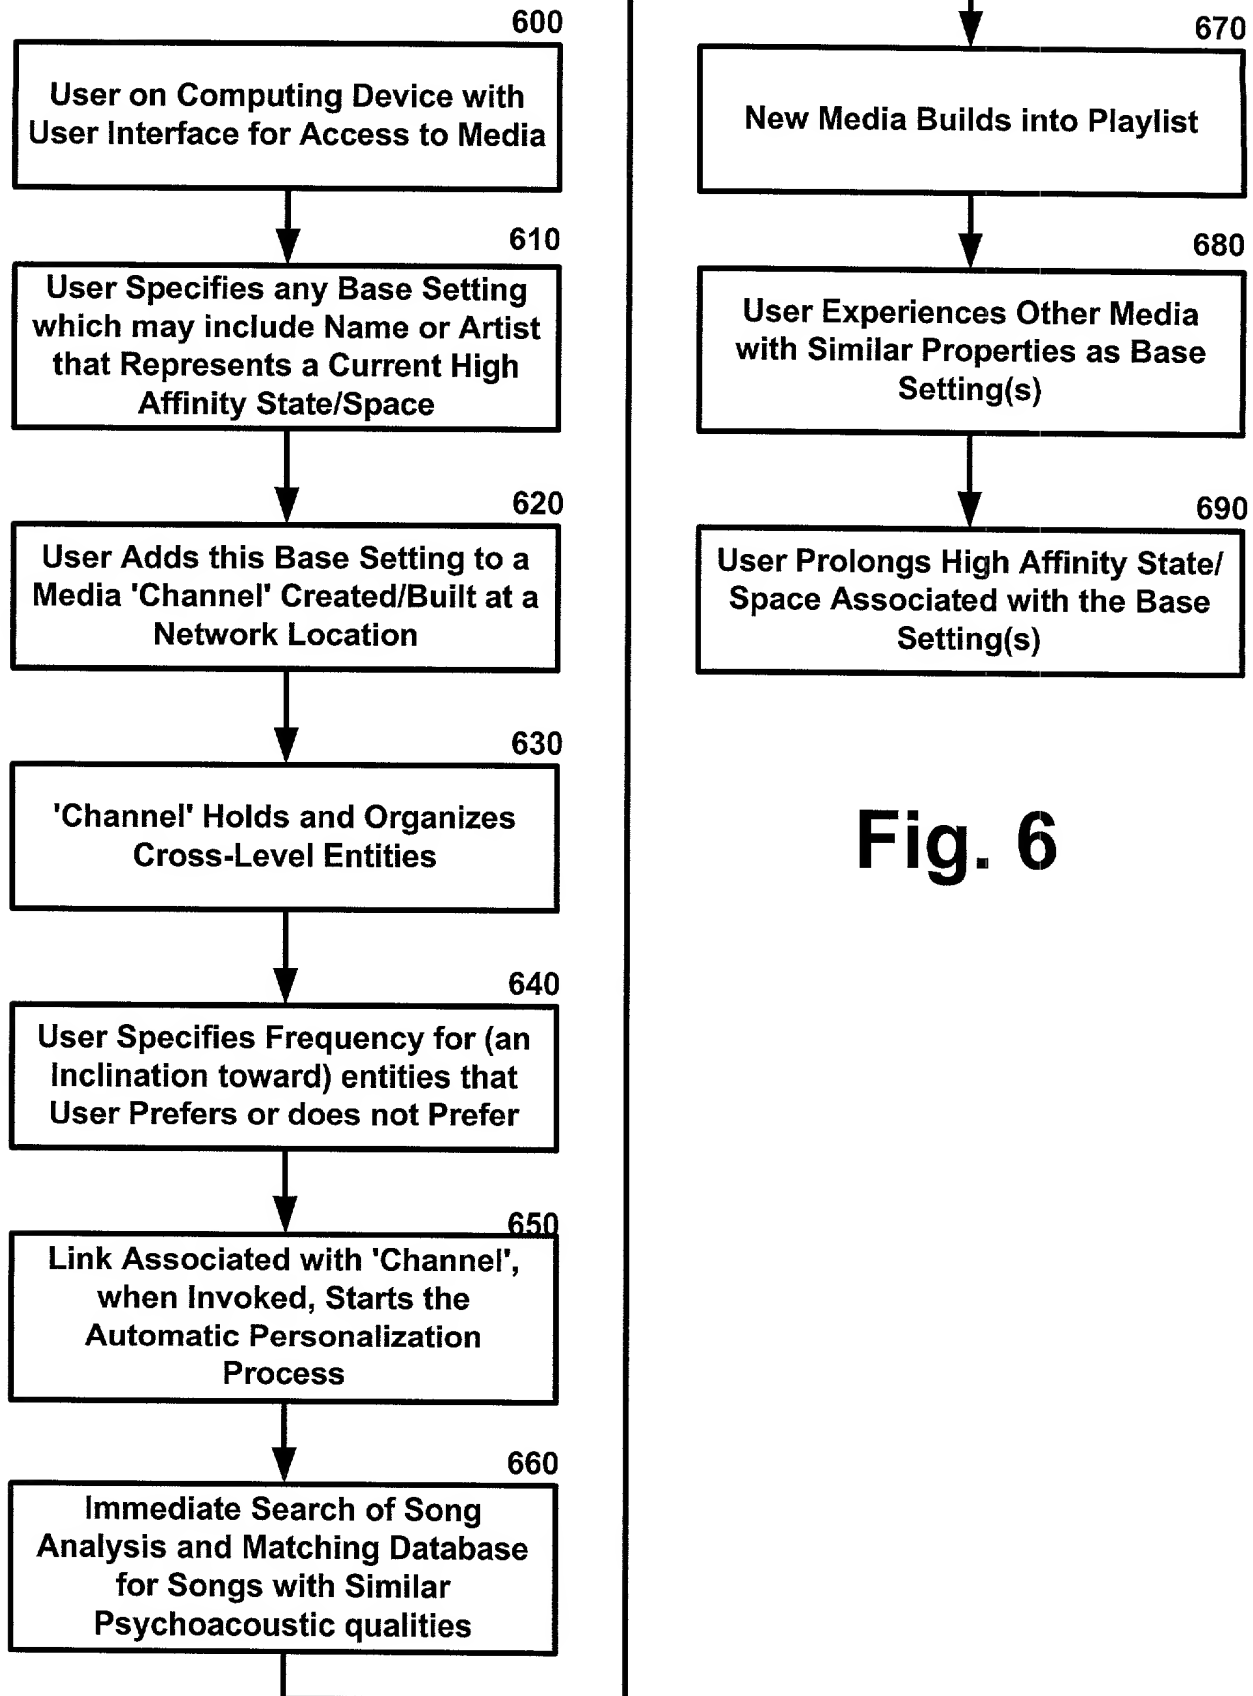 600
User on Computing Device with
User Interface for Access to Media
610
User Specifies any Base Setting
which may include Name or Artist
that Represents a Current High
Affinity State/Space
620
User Adds this Base Setting to a
Media 'Channel' Created/Built at a
Network Location
630
'Channel' Holds and Organizes
Cross-Level Entities
640
User Specifies Frequency for (an
Inclination toward) entities that
User Prefers or does not Prefer
650
Link Associated with 'Channel',
when Invoked, Starts the
Automatic Personalization
Process
660
Immediate Search of Song
Analysis and Matching Database
for Songs with Similar
Psychoacoustic qualities
670
New Media Builds into Playlist
680
User Experiences Other Media
with Similar Properties as Base
Setting(s)
690
User Prolongs High Affinity State/
Space Associated with the Base
Setting(s)
Fig. 6